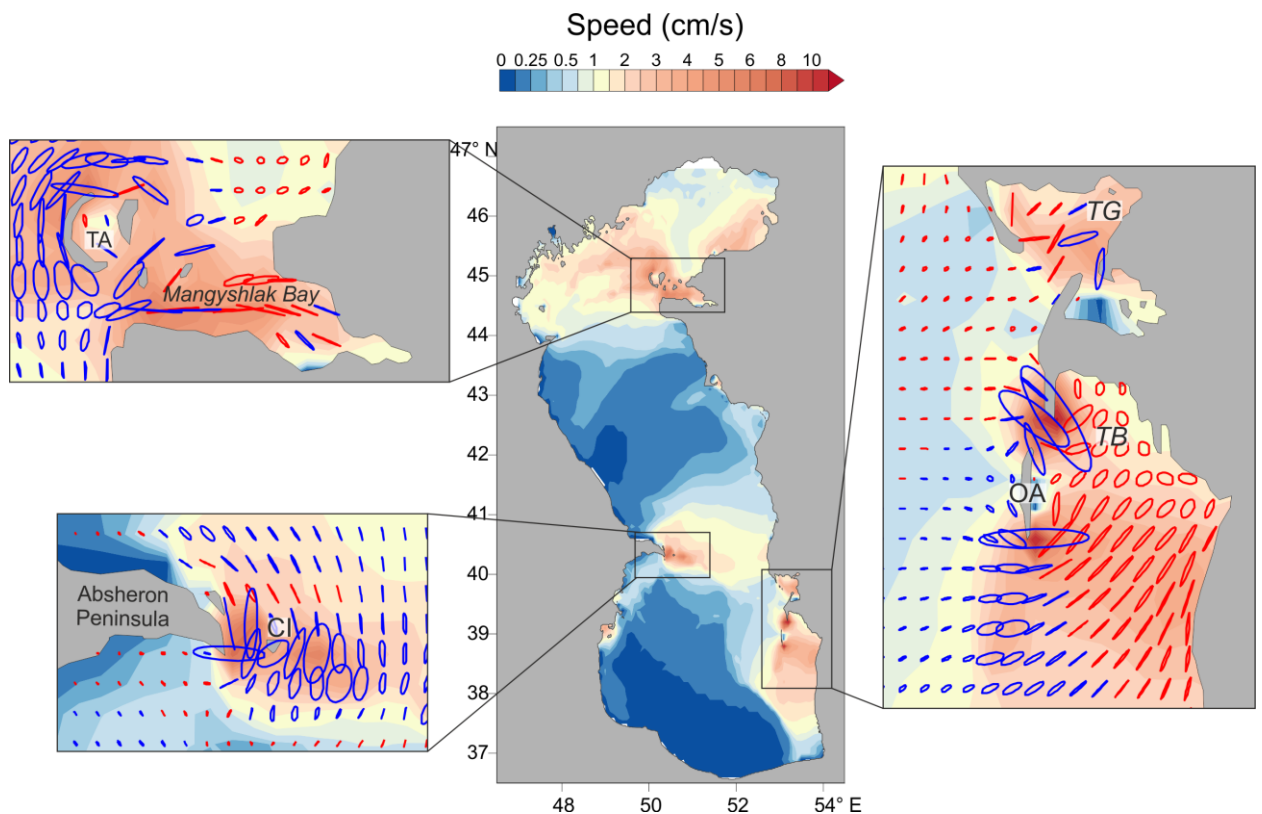 Speed (cm/s)
0 0.25 0.5 1 2 3 4 5 6 8 10
47° N
46
45
44
43
42
41
40
39
38
37
48 50 52 54° E
TA
Mangyshlak Bay
Absheron
Peninsula
CI
TG
TB
OA